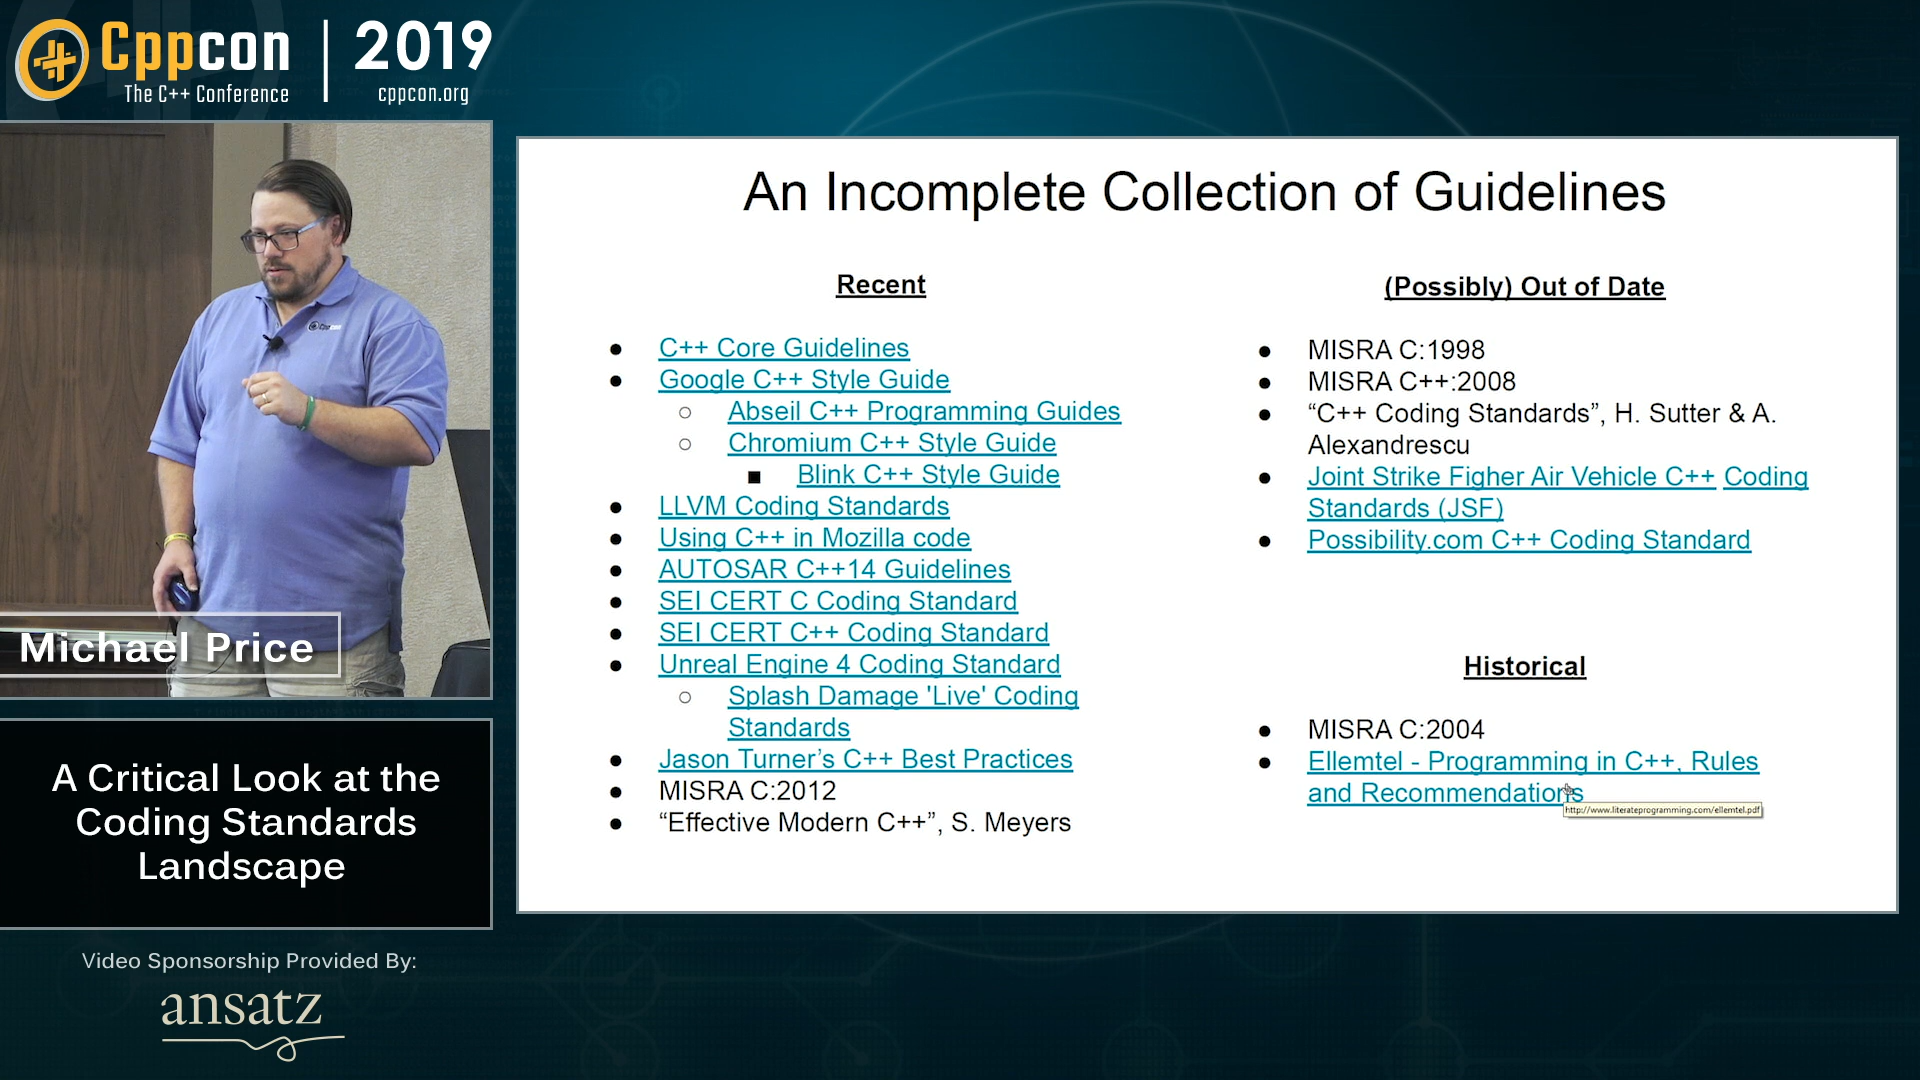 Cppcon
The C++ Conference
2019
cppcon.org
Cppcon
Michael Price
A Critical Look at the
Coding Standards
Landscape
Video Sponsorship Provided By:
ansatz
An Incomplete Collection of Guidelines
Recent
C++ Core Guidelines
Google C++ Style Guide
Abseil C++ Programming Guides
Chromium C++ Style Guide
Blink C++ Style Guide
LLVM Coding Standards
Using C++ in Mozilla code
AUTOSAR C++14 Guidelines
SEI CERT C Coding Standard
SEI CERT C++ Coding Standard
Unreal Engine 4 Coding Standard
Splash Damage 'Live' Coding
Standards
Jason Turner’s C++ Best Practices
MISRA C:2012
“Effective Modern C++”, S. Meyers
(Possibly) Out of Date
MISRA C:1998
MISRA C++:2008
“C++ Coding Standards”, H. Sutter & A.
Alexandrescu
Joint Strike Figher Air Vehicle C++ Coding
Standards (JSF)
Possibility.com C++ Coding Standard
Historical
MISRA C:2004
Ellemtel - Programming in C++, Rules
and Recommendations
http://www.literateprogramming.com/ellemtel.pdf